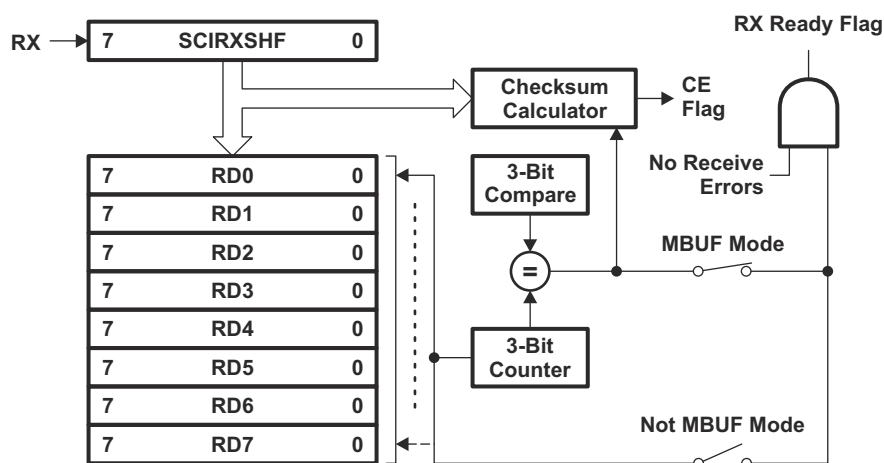 RX Ready Flag
RX
7 SCIRXSHF 0
Checksum
Calculator
CE
Flag
7 RD0 0
7 RD1 0
7 RD2 0
7 RD3 0
7 RD4 0
7 RD5 0
7 RD6 0
7 RD7 0
3-Bit
Compare
No Receive
Errors
=
MBUF Mode
3-Bit
Counter
Not MBUF Mode